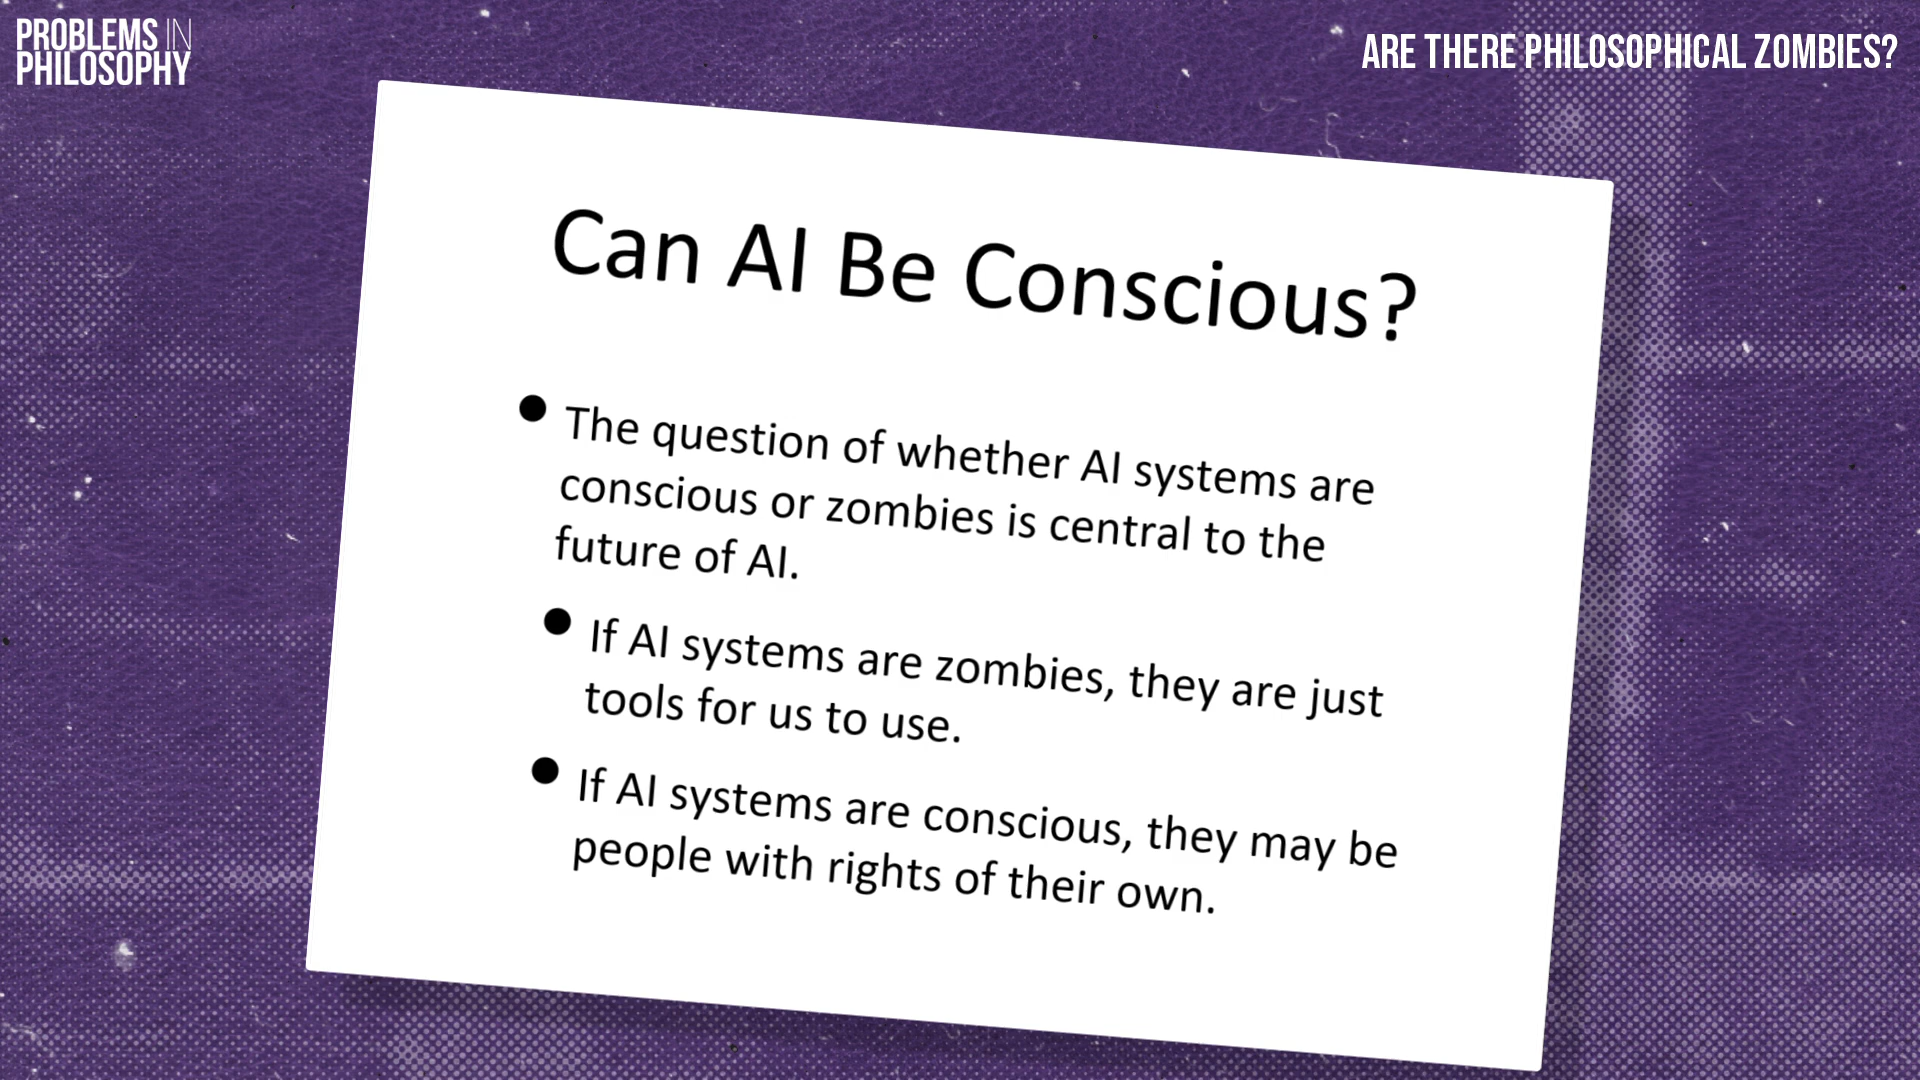 PROBLEMS IN
PHILOSOPHY
ARE THERE PHILOSOPHICAL ZOMBIES?
Can AI Be Conscious?
● The question of whether AI systems are
conscious or zombies is central to the
future of AI.
● If AI systems are zombies, they are just
tools for us to use.
● If AI systems are conscious, they may be
people with rights of their own.